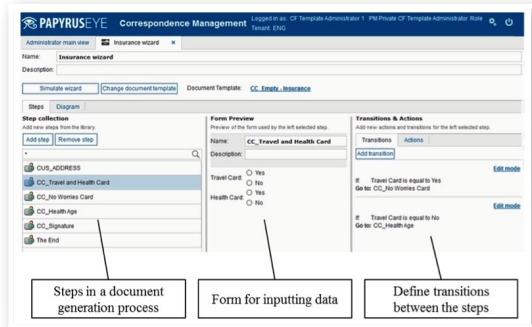 PAPYRUSEYE Correspondence Management
Logged in as: CF Template Administrator 1 PM Private CF Template Administrator Role
Tenant: ENG
Administrator main view Insurance wizard ×
Name: Insurance wizard
Description:
Simulate wizard Change document template Document Template: CC_Empty_Insurance
Steps Diagram
Step collection
Add new steps from the library.
Add step Remove step
*
CUS_ADDRESS
CC_Travel and Health Card
CC_No Worries Card
CC_Health Age
CC_Signature
The End
Form Preview
Preview of the form used by the left selected step.
Name: CC_Travel and Health Card
Description:
Travel Card: Yes
No
Health Card: Yes
No
Transitions & Actions
Add new actions and transitions for the left selected step.
Transitions Actions
Add transition
Edit mode
If: Travel Card is equal to Yes
Go to: CC_No Worries Card
Edit mode
If: Travel Card is equal to No
Go to: CC_Health Age
Steps in a document
generation process
Form for inputting data
Define transitions
between the steps